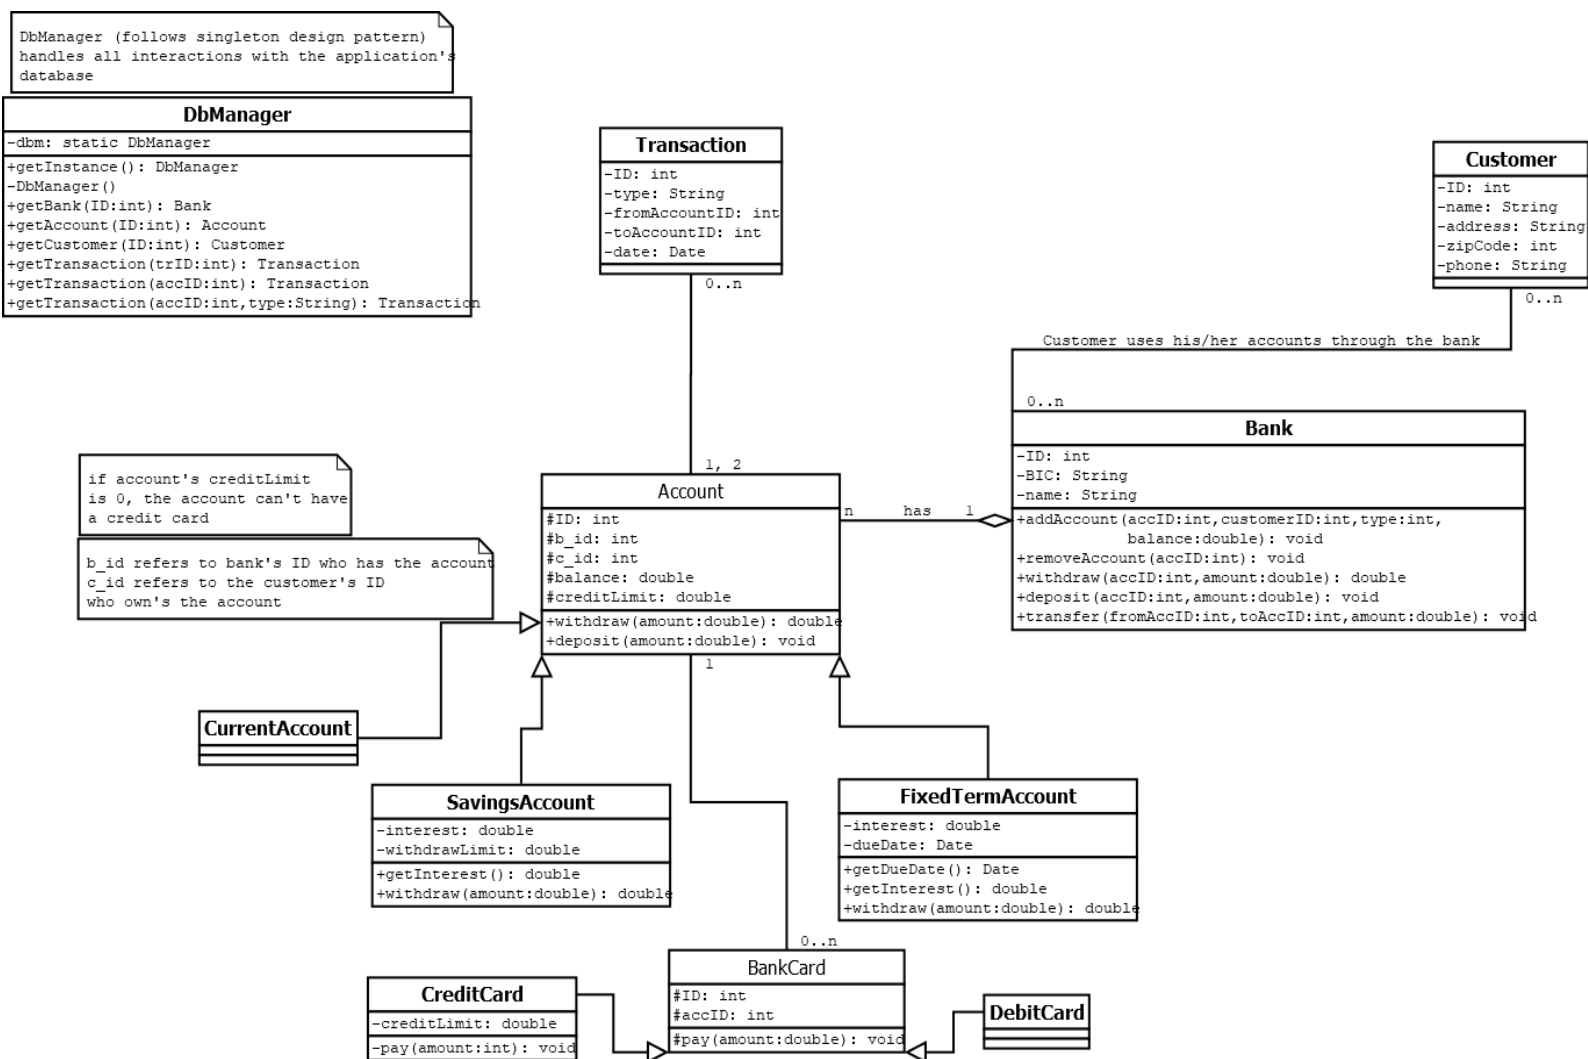 DbManager (follows singleton design pattern)
handles all interactions with the application's
database
DbManager
-dbm: static DbManager
+getInstance(): DbManager
-DbManager()
+getBank(ID:int): Bank
+getAccount(ID:int): Account
+getCustomer(ID:int): Customer
+getTransaction(trID:int): Transaction
+getTransaction(accID:int): Transaction
+getTransaction(accID:int,type:String): Transaction
Transaction
-ID: int
-type: String
-fromAccountID: int
-toAccountID: int
-date: Date
0..n
Customer
-ID: int
-name: String
-address: String
-zipCode: int
-phone: String
0..n
Customer uses his/her accounts through the bank
0..n
Bank
-ID: int
-BIC: String
-name: String
+addAccount(accID:int,customerID:int,type:int,
balance:double): void
+removeAccount(accID:int): void
+withdraw(accID:int,amount:double): double
+deposit(accID:int,amount:double): void
+transfer(fromAccID:int,toAccID:int,amount:double): void
n has 1
if account's creditLimit
is 0, the account can't have
a credit card
b_id refers to bank's ID who has the account
c_id refers to the customer's ID
who own's the account
1, 2
Account
#ID: int
#b_id: int
#c_id: int
#balance: double
#creditLimit: double
+withdraw(amount:double): double
+deposit(amount:double): void
1
CurrentAccount
SavingsAccount
-interest: double
-withdrawLimit: double
+getInterest(): double
+withdraw(amount:double): double
FixedTermAccount
-interest: double
-dueDate: Date
+getDueDate(): Date
+getInterest(): double
+withdraw(amount:double): double
0..n
BankCard
#ID: int
#accID: int
#pay(amount:double): void
CreditCard
-creditLimit: double
-pay(amount:int): void
DebitCard